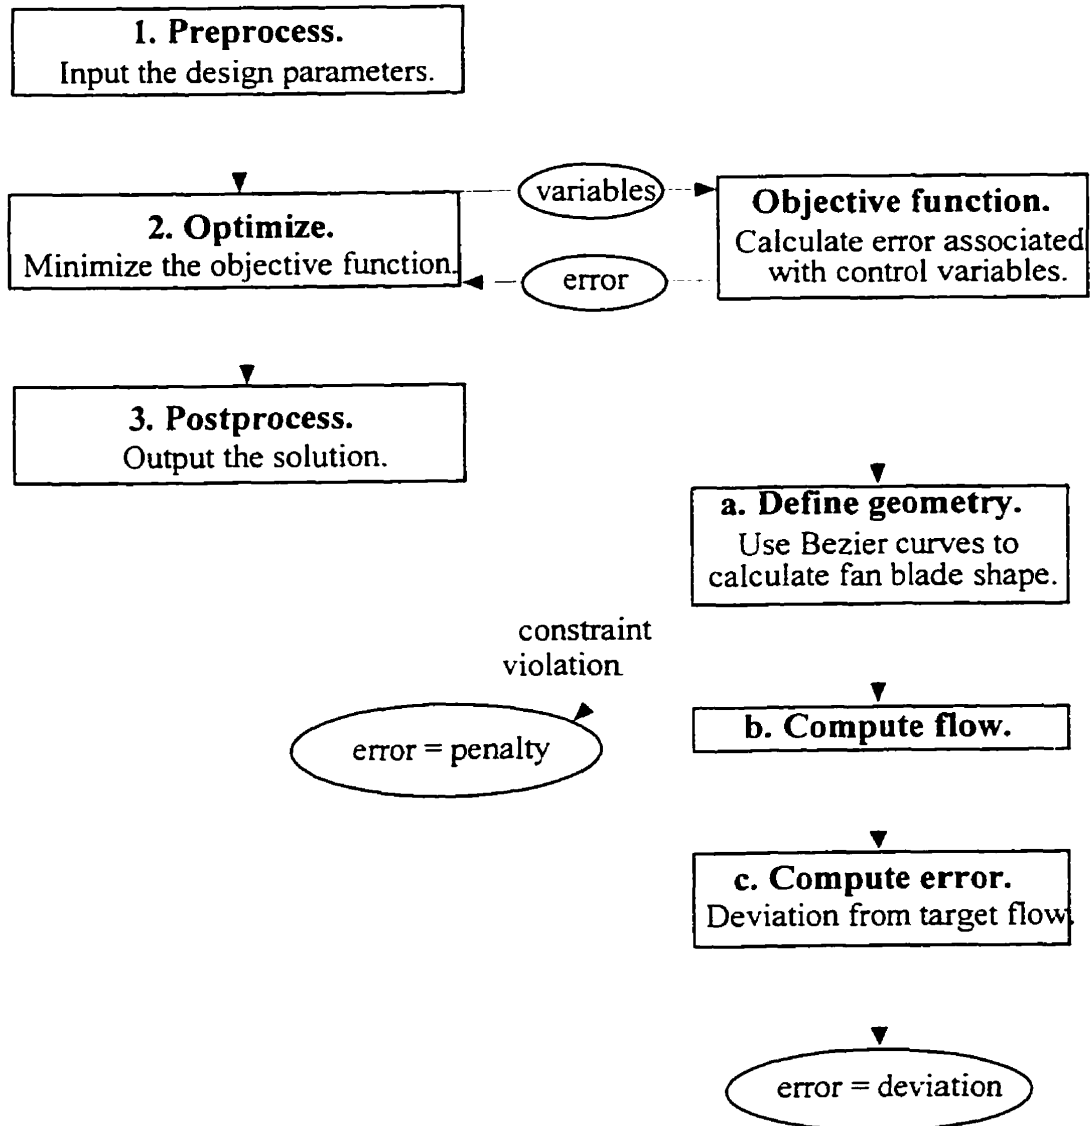 1. Preprocess.
Input the design parameters.
variables
2. Optimize.
Minimize the objective function.
Objective function.
Calculate error associated
with control variables.
error
3. Postprocess.
Output the solution.
a. Define geometry.
Use Bezier curves to
calculate fan blade shape.
constraint
violation
error = penalty
b. Compute flow.
c. Compute error.
Deviation from target flow.
error = deviation